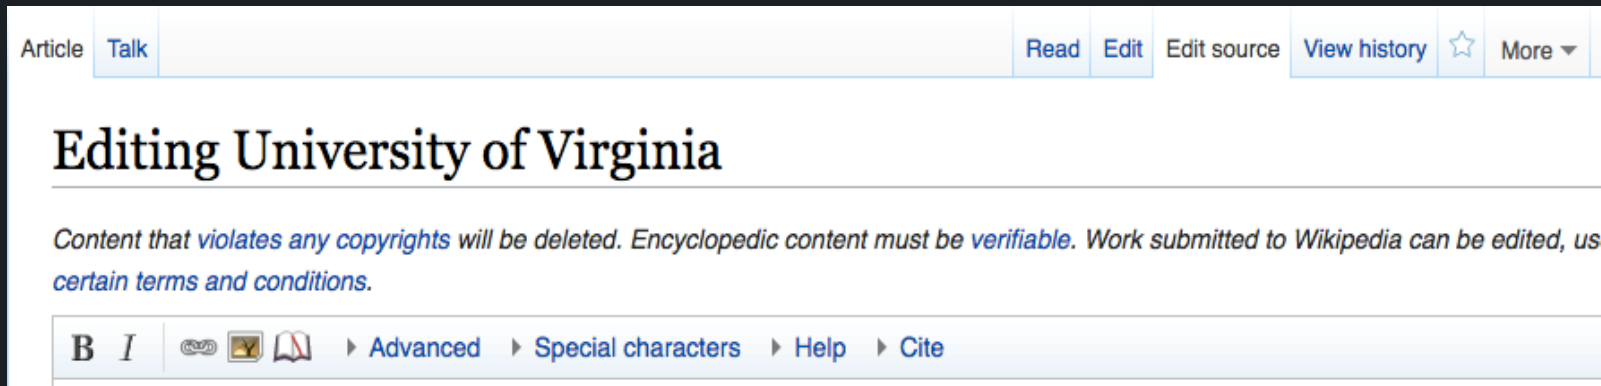 Article Talk Read Edit Edit source View history More
Editing University of Virginia
Content that violates any copyrights will be deleted. Encyclopedic content must be verifiable. Work submitted to Wikipedia can be edited,
certain terms and conditions.
B I Advanced Special characters Help Cite